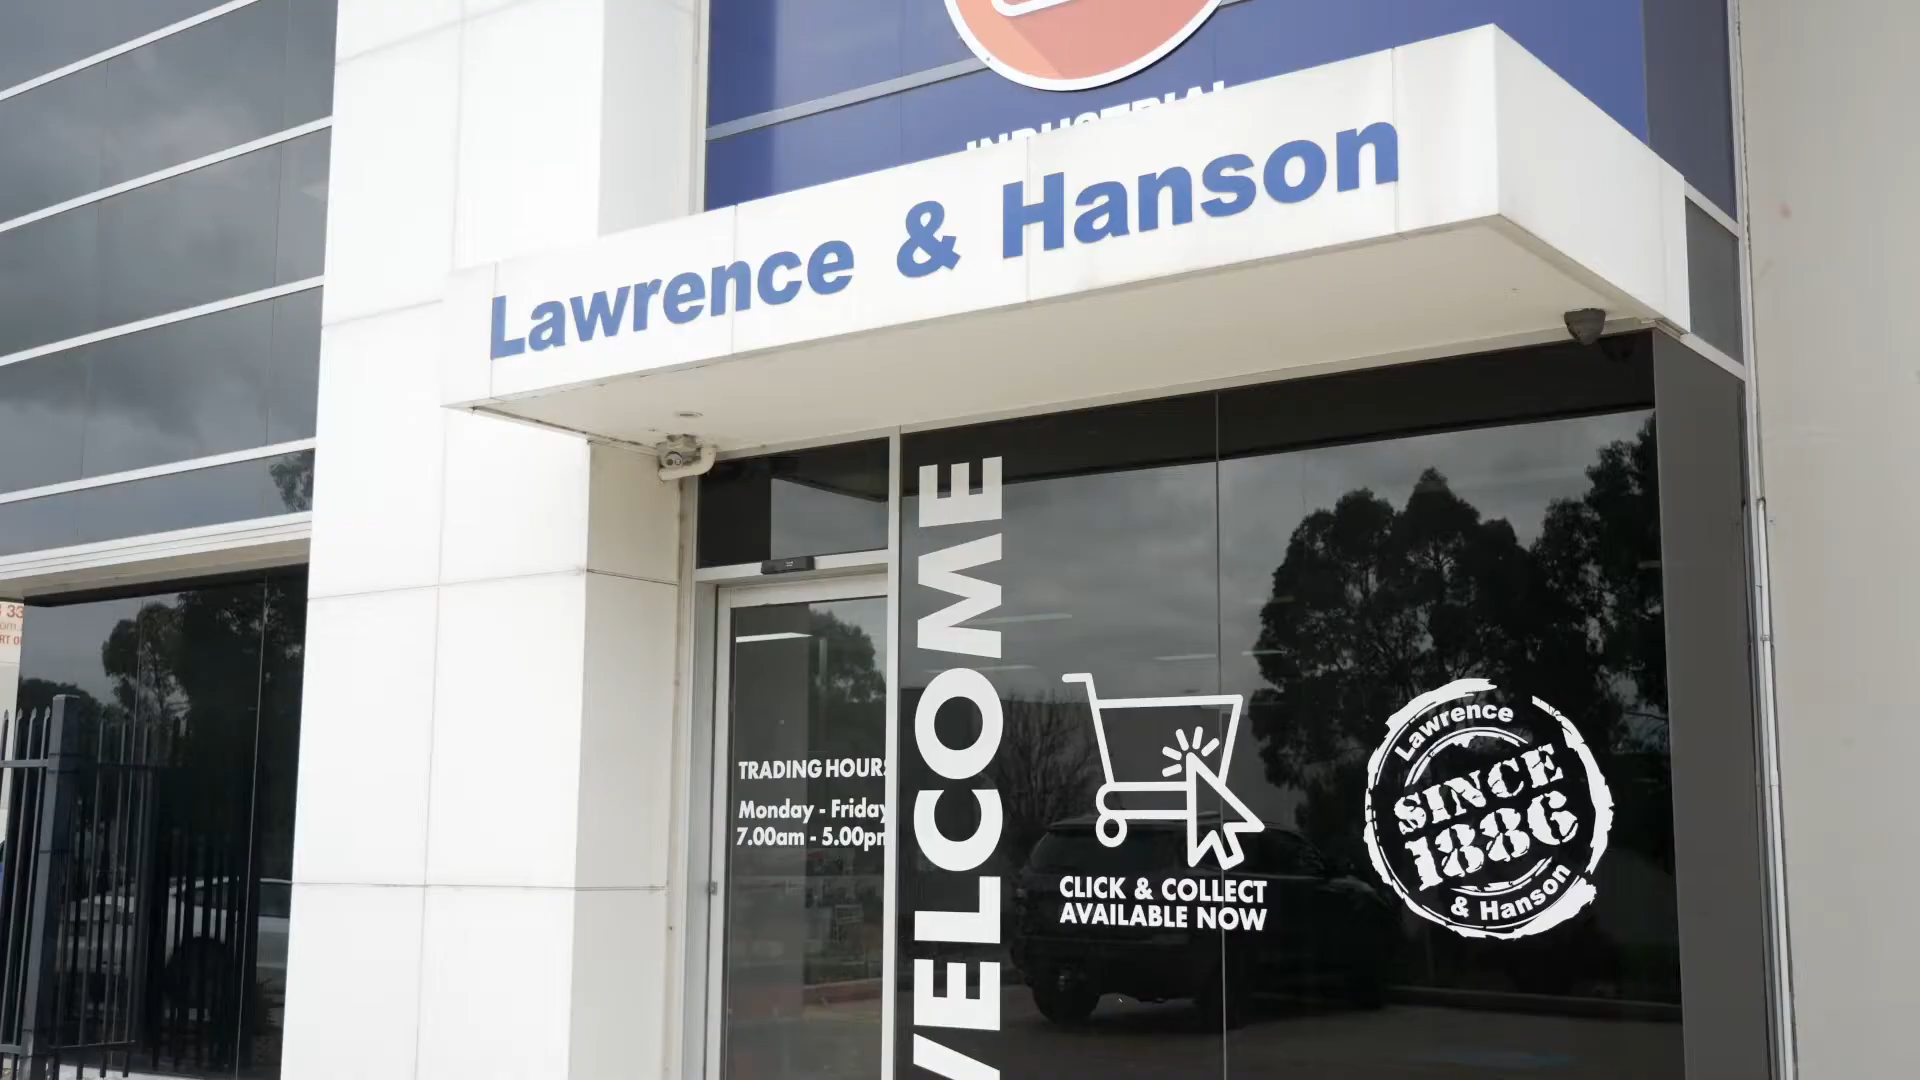 INDUSTRIAL
Lawrence & Hanson
WELCOME
TRADING HOURS
Monday - Friday
7.00am - 5.00pm
CLICK & COLLECT
AVAILABLE NOW
Lawrence
SINCE
1886
& Hanson
33